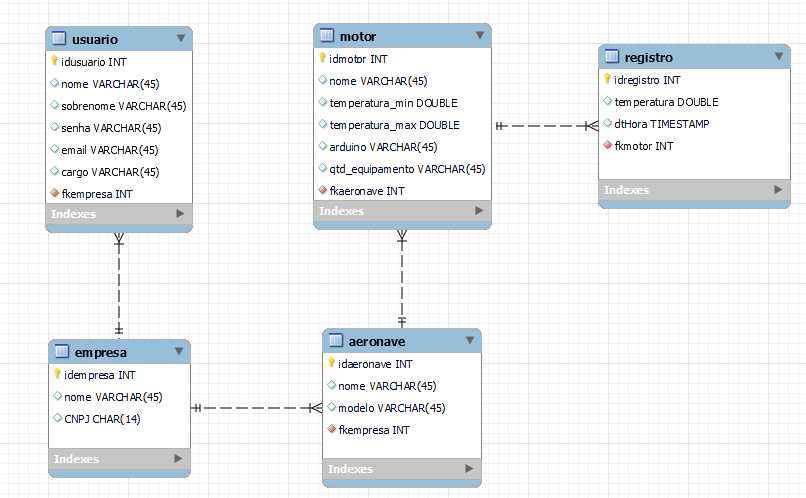 usuario
idusuario INT
nome VARCHAR(45)
sobrenome VARCHAR(45)
senha VARCHAR(45)
email VARCHAR(45)
cargo VARCHAR(45)
fkempresa INT
Indexes
motor
idmotor INT
nome VARCHAR(45)
temperatura_min DOUBLE
temperatura_max DOUBLE
arduino VARCHAR(45)
qtd_equipamento VARCHAR(45)
fkaeronave INT
Indexes
registro
idregistro INT
temperatura DOUBLE
dtHora TIMESTAMP
fkmotor INT
Indexes
empresa
idempresa INT
nome VARCHAR(45)
CNPJ CHAR(14)
Indexes
aeronave
idaeronave INT
nome VARCHAR(45)
modelo VARCHAR(45)
fkempresa INT
Indexes